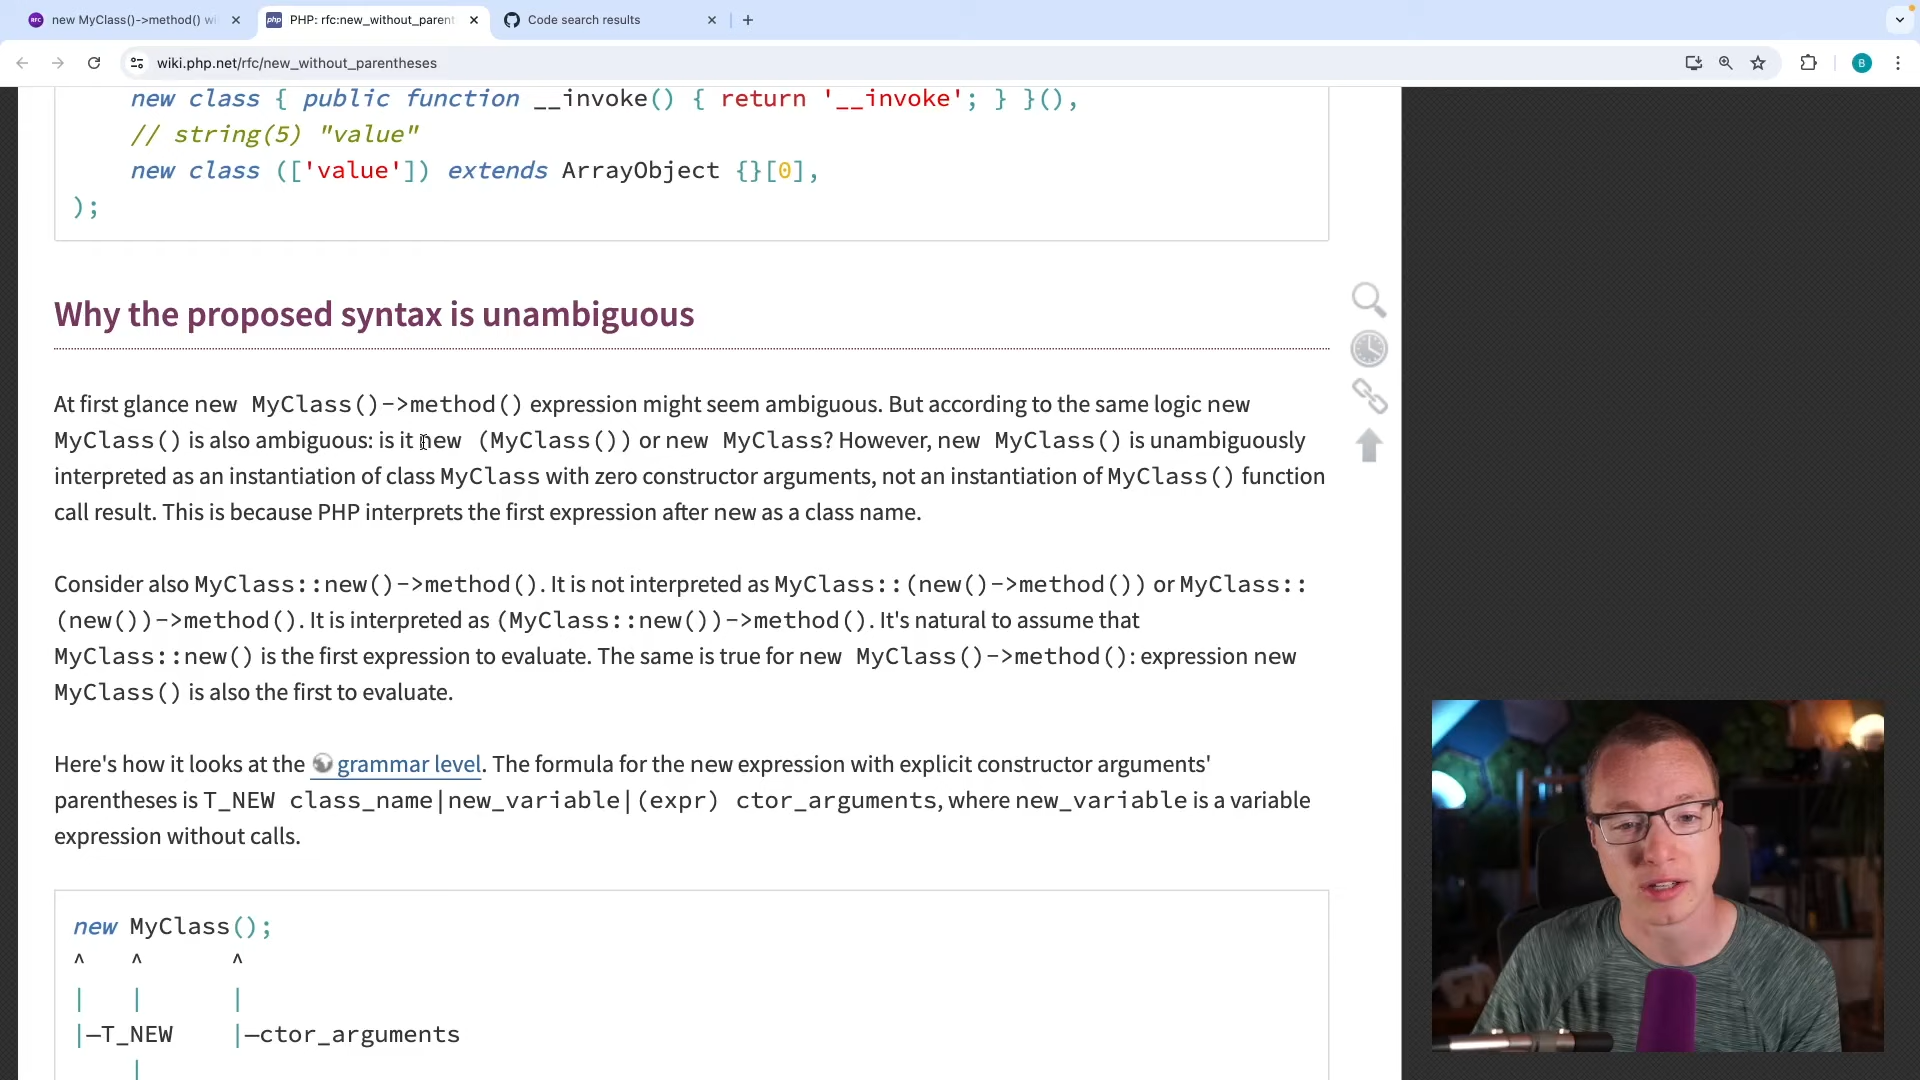 new MyClass()->method() wi
PHP: rfc:new_without_parent
Code search results
wiki.php.net/rfc/new_without_parentheses
B
new class { public function __invoke() { return '__invoke'; } }(),
// string(5) "value"
new class (['value']) extends ArrayObject {}[0],
);
Why the proposed syntax is unambiguous
At first glance new MyClass()->method() expression might seem ambiguous. But according to the same logic new
MyClass() is also ambiguous: is it new (MyClass()) or new MyClass? However, new MyClass() is unambiguously
interpreted as an instantiation of class MyClass with zero constructor arguments, not an instantiation of MyClass() function
call result. This is because PHP interprets the first expression after new as a class name.
Consider also MyClass::new()->method(). It is not interpreted as MyClass::(new()->method()) or MyClass::
(new())->method(). It is interpreted as (MyClass::new())->method(). It's natural to assume that
MyClass::new() is the first expression to evaluate. The same is true for new MyClass()->method(): expression new
MyClass() is also the first to evaluate.
Here's how it looks at the grammar level. The formula for the new expression with explicit constructor arguments'
parentheses is T_NEW class_name|new_variable|(expr) ctor_arguments, where new_variable is a variable
expression without calls.
new MyClass();
^ ^ ^
| | |
|—T_NEW |—ctor_arguments
|